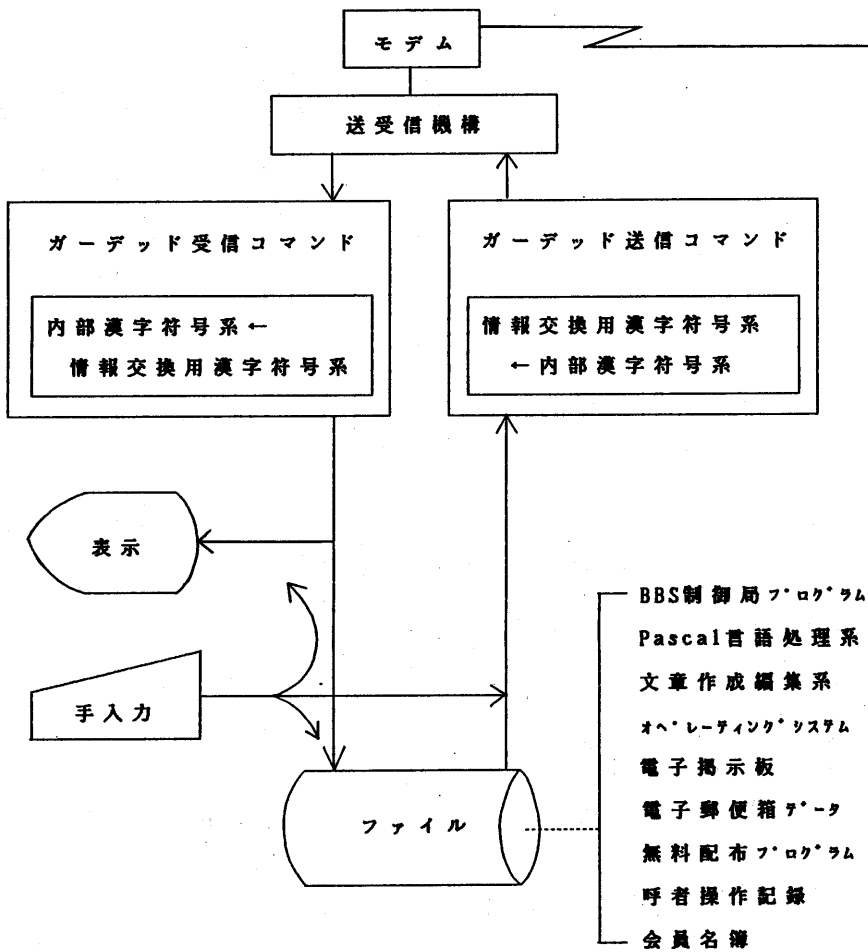 モデム
送受信機構
ガーデッド受信コマンド
内部漢字符号系←
情報交換用漢字符号系
ガーデッド送信コマンド
情報交換用漢字符号系
←内部漢字符号系
表示
手入力
ファイル
BBS制御局プログラム
Pascal言語処理系
文章作成編集系
オペレーティングシステム
電子掲示板
電子郵便箱データ
無料配布プログラム
呼者操作記録
会員名簿